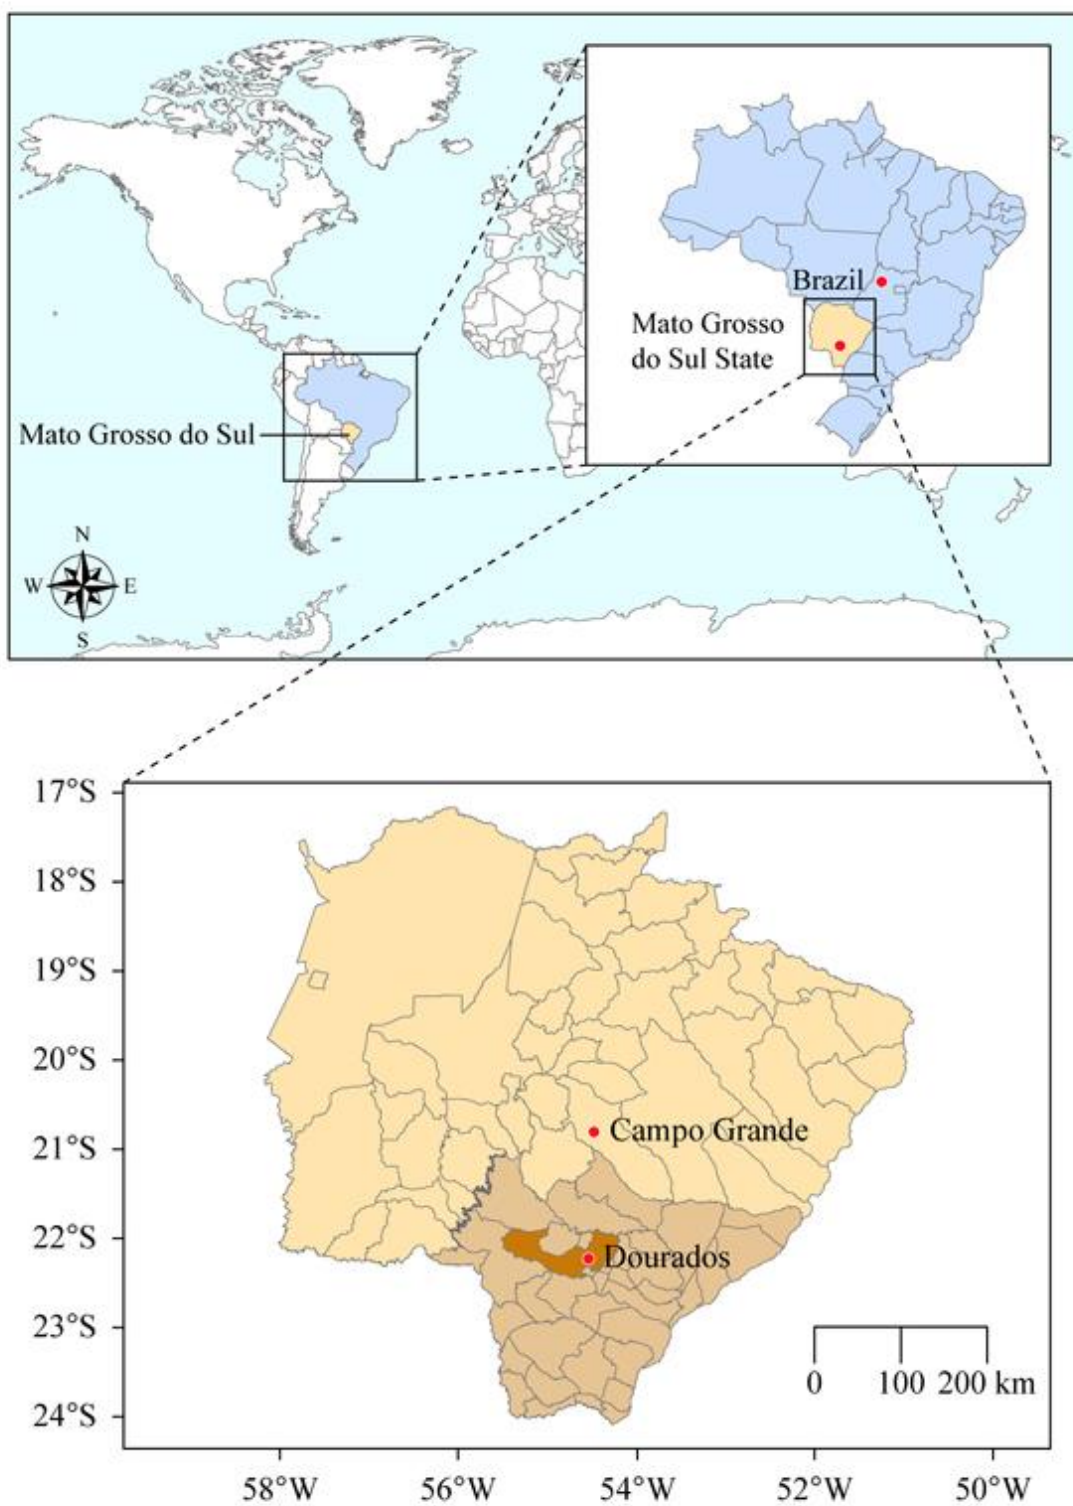 Brazil
Mato Grosso
do Sul State
Mato Grosso do Sul
N
W E
S
17°S
18°S
19°S
20°S
21°S
22°S
23°S
24°S
Campo Grande
Dourados
0 100 200 km
58°W 56°W 54°W 52°W 50°W